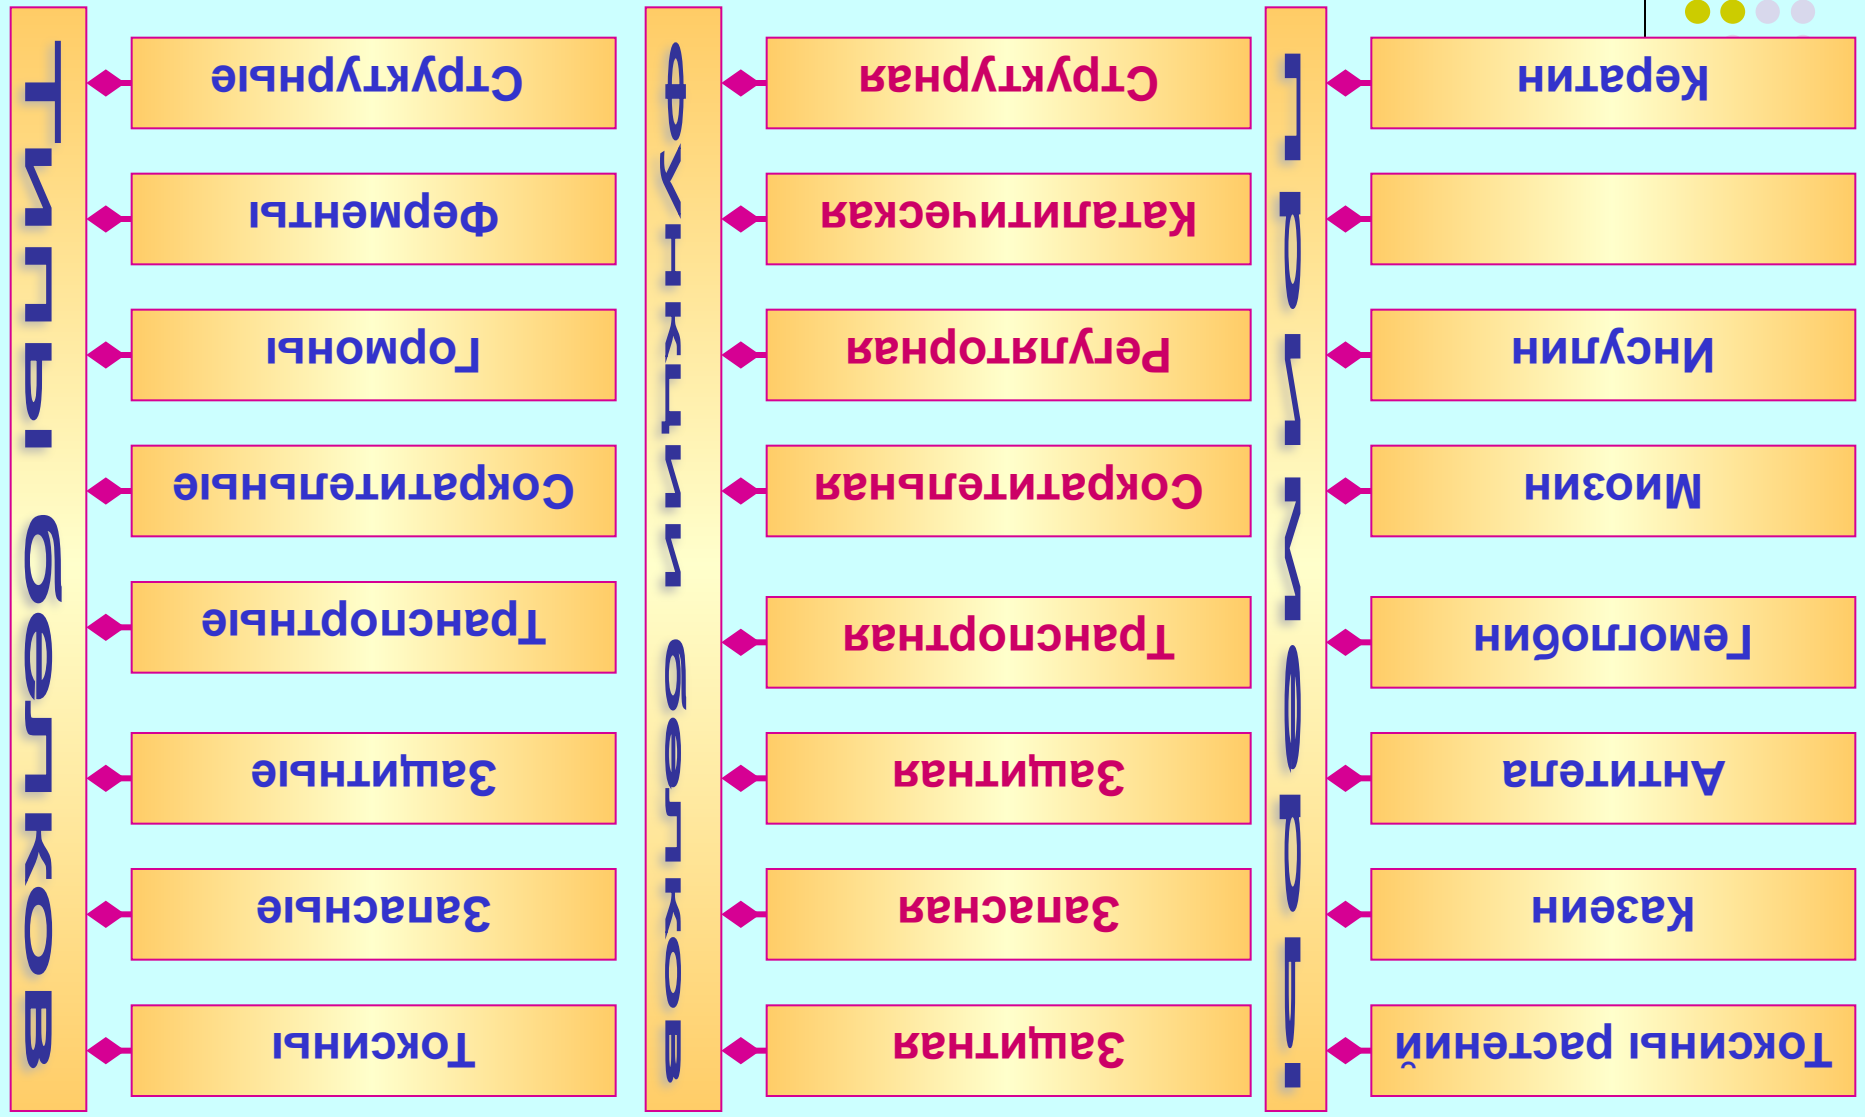 Типы белков
Структурные
Ферменты
Гормоны
Сократительные
Транспортные
Защитные
Запасные
Токсины
Функции белков
Структурная
Каталитическая
Регуляторная
Сократительная
Транспортная
Защитная
Запасная
Защитная
Примеры
Кератин
Инсулин
Миозин
Гемоглобин
Антитела
Казеин
Токсины растений